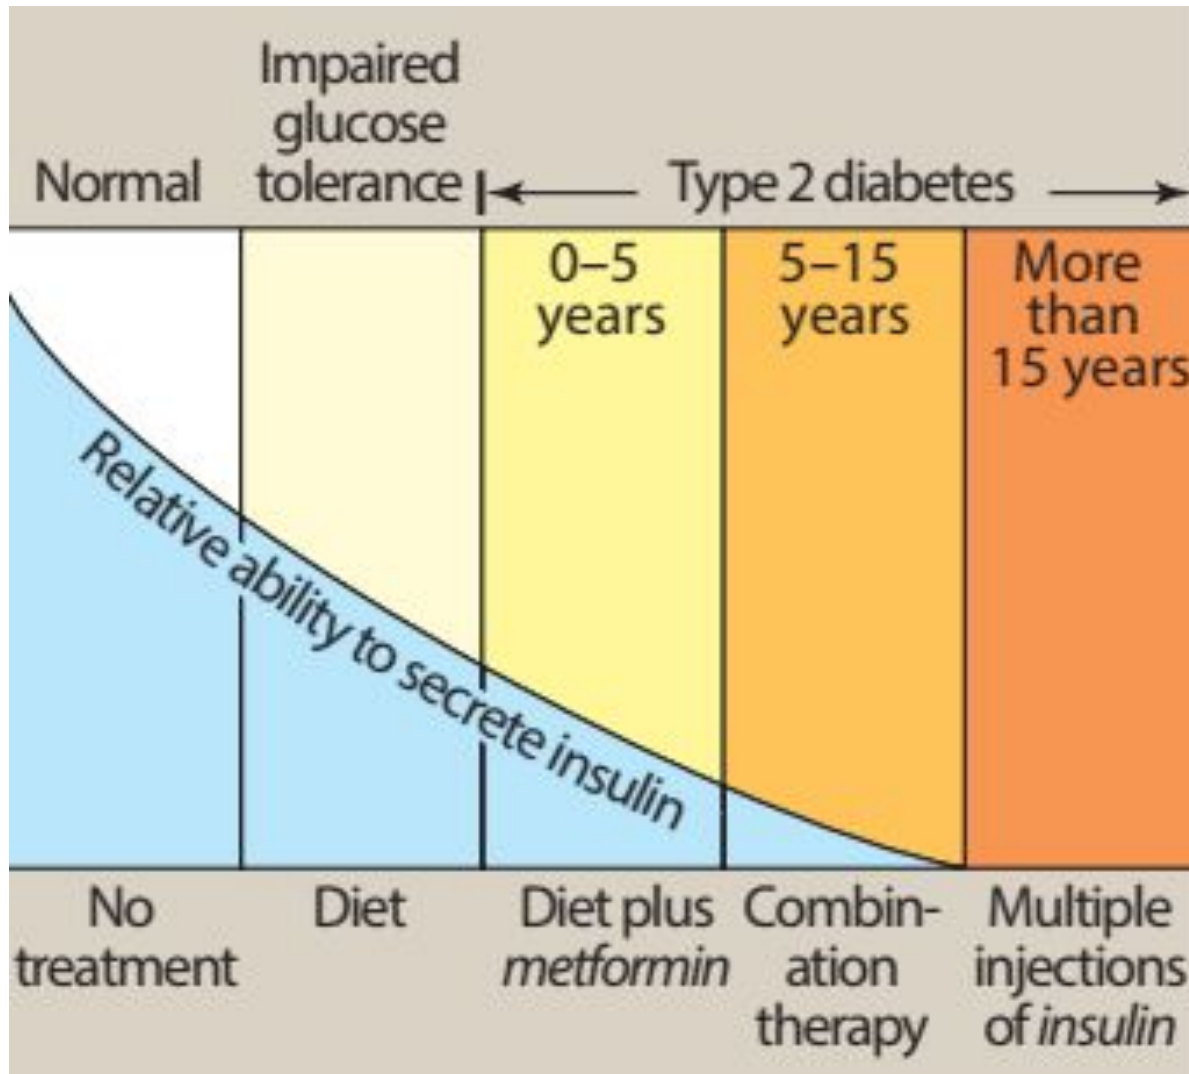 Impaired
glucose
Normal tolerance Type 2 diabetes
0–5 years
5–15 years
More than 15 years
Relative ability to secrete insulin
No treatment
Diet
Diet plus metformin
Combin-
ation
therapy
Multiple
injections
of insulin